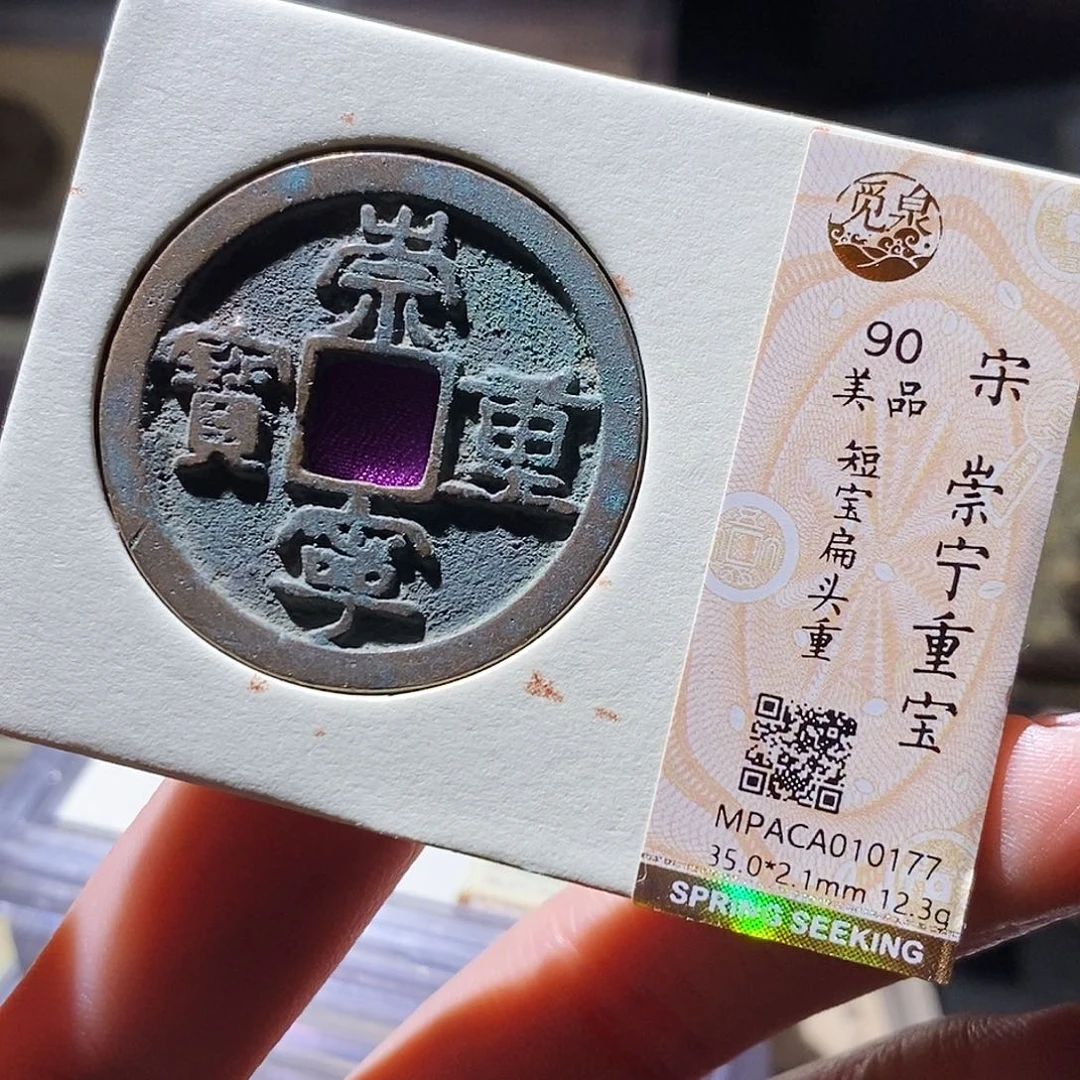 崇
重
寧
寶
觅泉
宋 崇宁重宝
90
美品
短宝扁头重
MPACA010177
35.0*2.1mm 12.3g
SPRING SEEKING